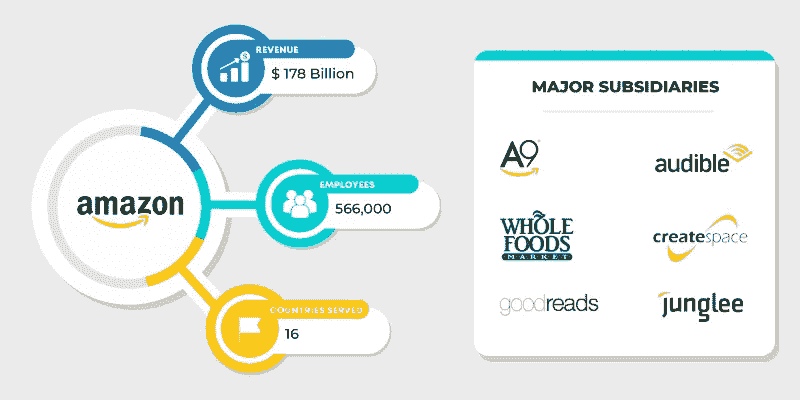 REVENUE
$ 178 Billion
amazon
EMPLOYEES
566,000
COUNTRIES SERVED
16
MAJOR SUBSIDIARIES
A9
audible
WHOLE
FOODS
MARKET
createspace
goodreads
junglee